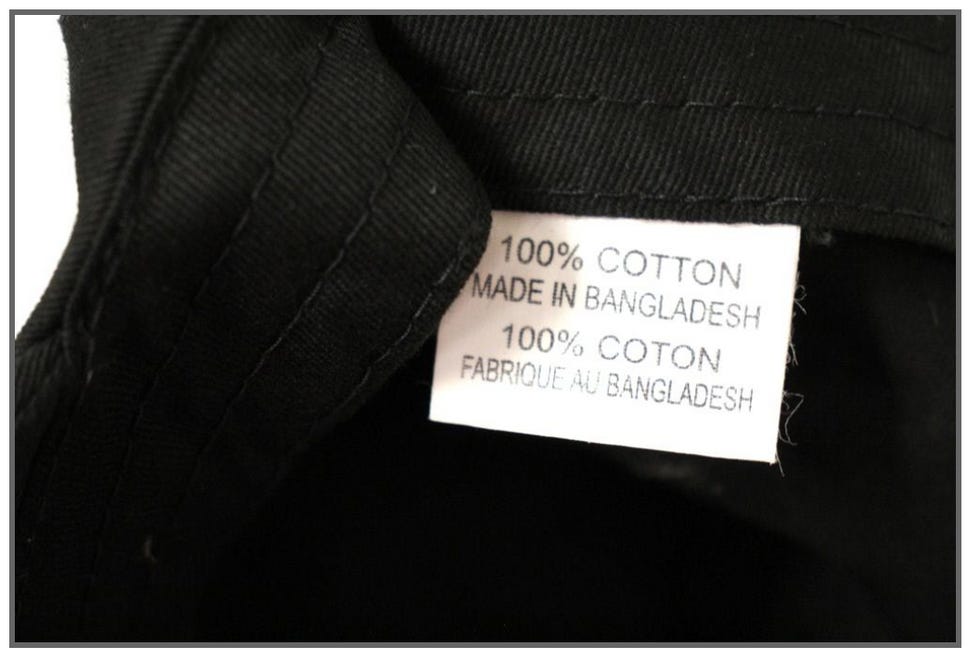 100% COTTON
MADE IN BANGLADESH
100% COTON
FABRIQUE AU BANGLADESH